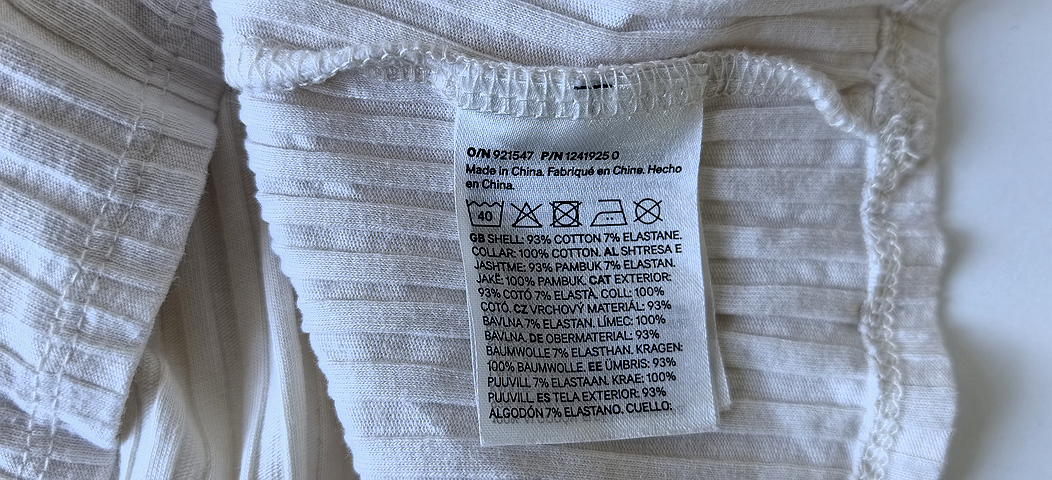 O/N 921547 P/N 1241925 0
Made in China. Fabriqué en Chine. Hecho
en China.
40
GB SHELL: 93% COTTON 7% ELASTANE.
COLLAR: 100% COTTON. AL SHTRESA E
JASHTME: 93% PAMBUK 7% ELASTAN.
JAKË: 100% PAMBUK. CAT EXTERIOR:
93% COTÓ 7% ELASTÀ. COLL: 100%
COTÓ. CZ VRCHOVÝ MATERIÁL: 93%
BAVLNA 7% ELASTAN. LÍMEC: 100%
BAVLNA. DE OBERMATERIAL: 93%
BAUMWOLLE 7% ELASTHAN. KRAGEN:
100% BAUMWOLLE. EE ÜMBRIS: 93%
PUUVILL 7% ELASTAAN. KRAE: 100%
PUUVILL. ES TELA EXTERIOR: 93%
ALGODÓN 7% ELASTANO. CUELLO: